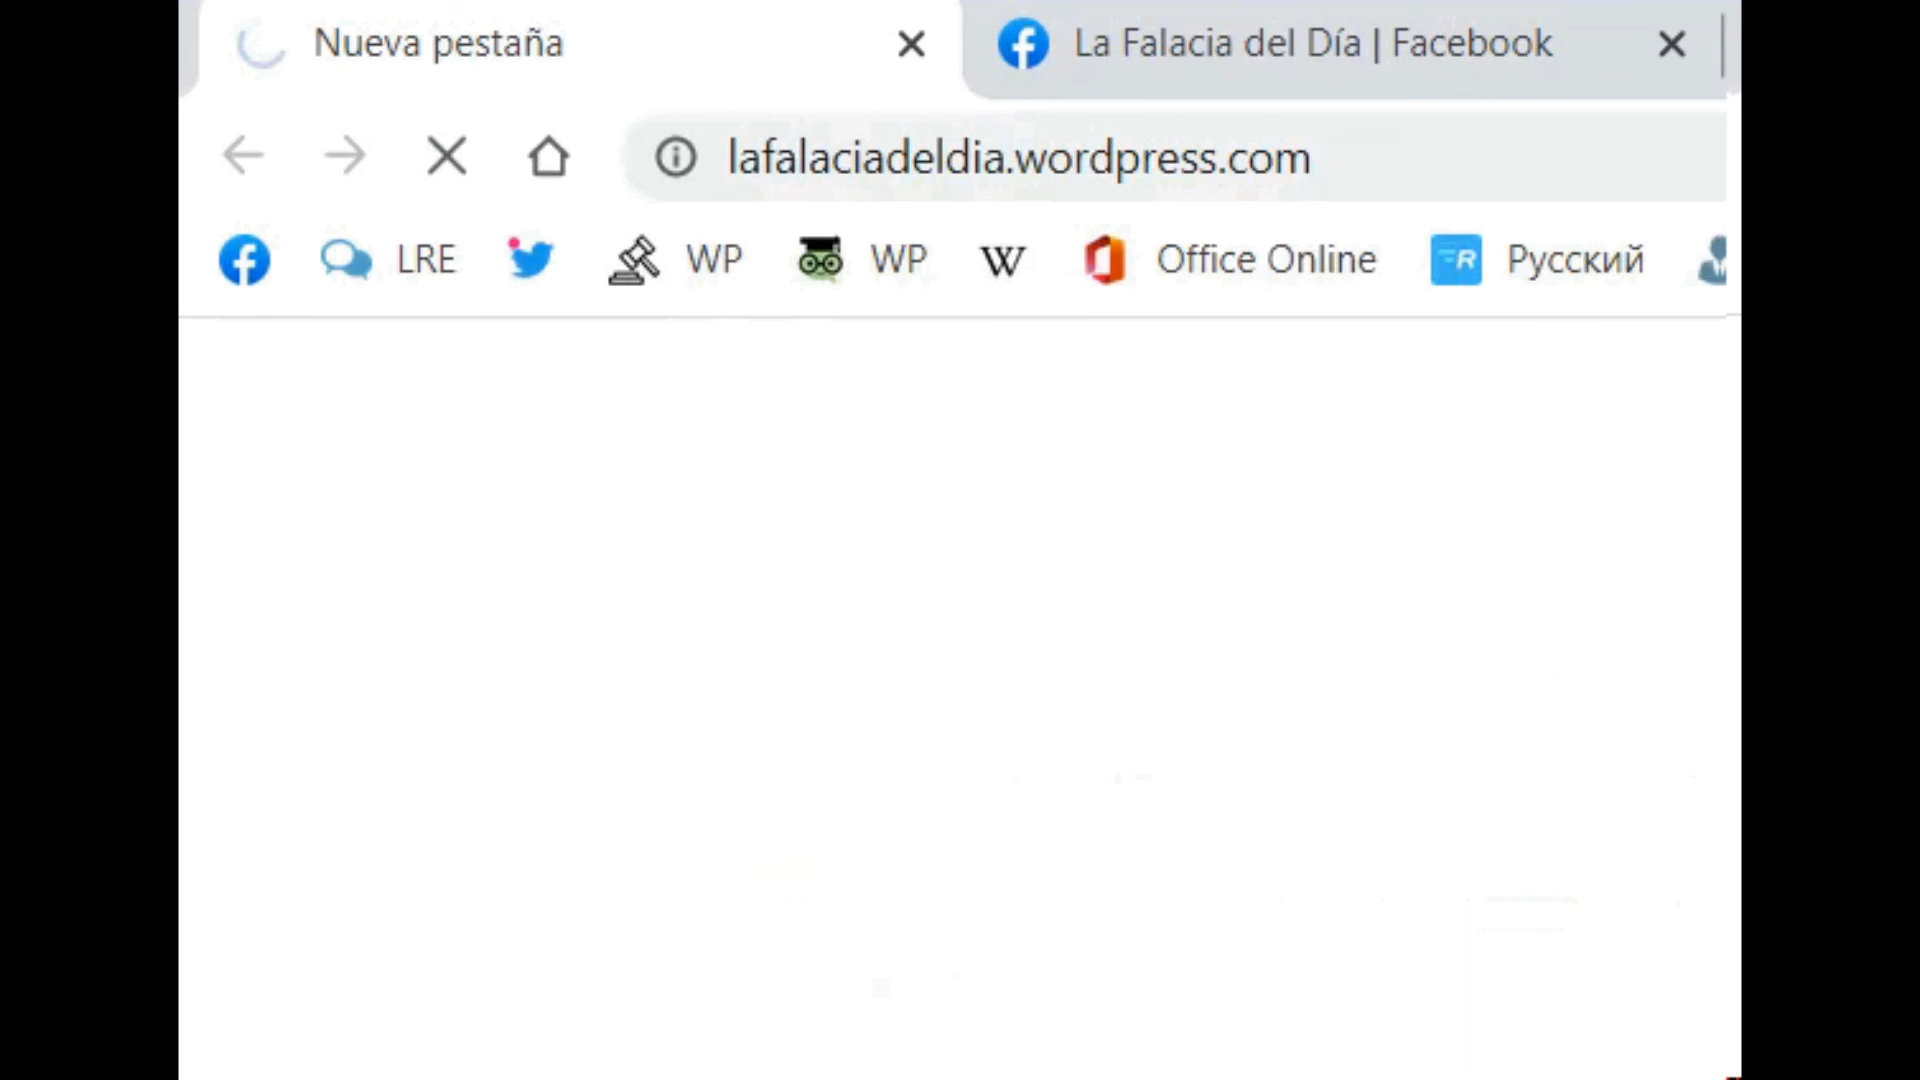 Nueva pestaña
La Falacia del Día | Facebook
lafalaciadeldia.wordpress.com
LRE WP WP W Office Online Русский